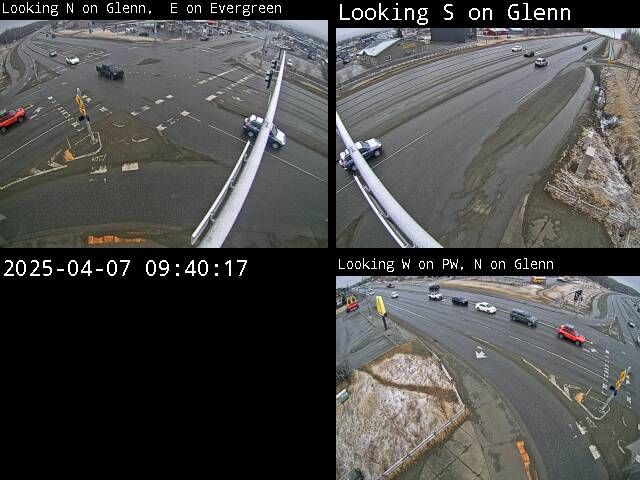 Looking N on Glenn, E on Evergreen
Looking S on Glenn
2025-04-07 09:40:17
Looking W on PW, N on Glenn